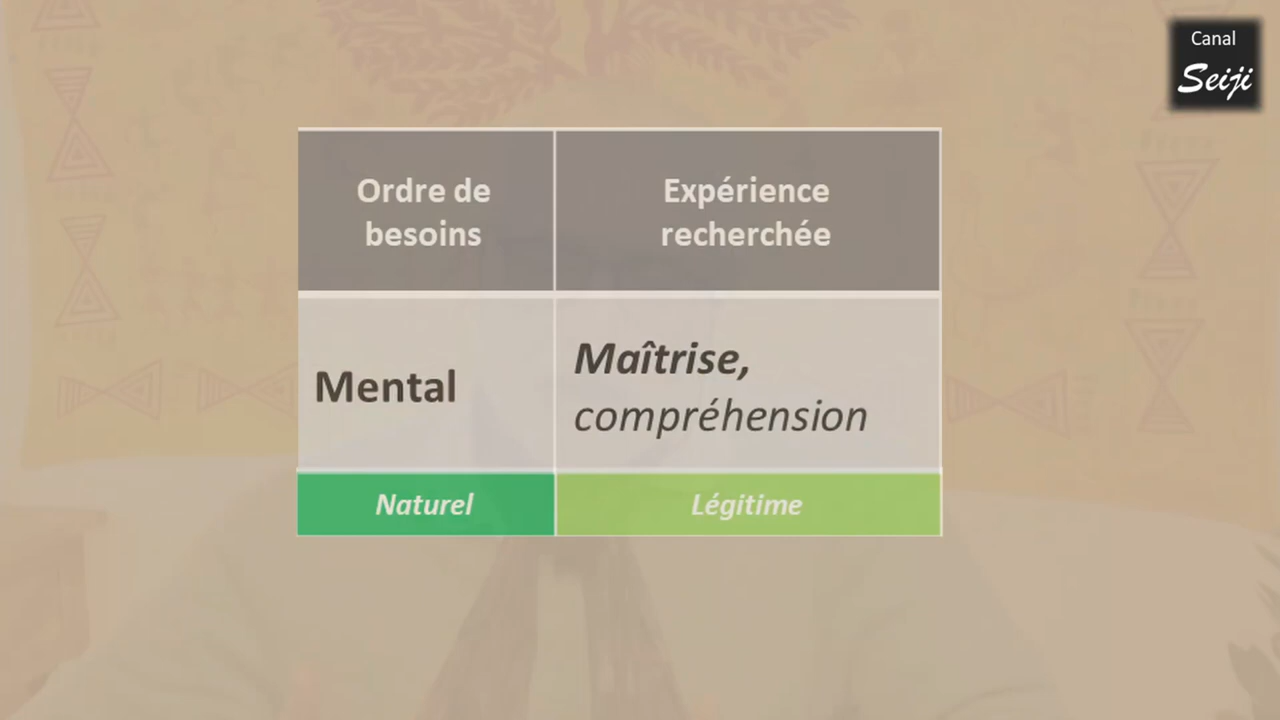 Canal
Seiji
Ordre de
besoins
Expérience
recherchée
Mental
Maîtrise,
compréhension
Naturel
Légitime